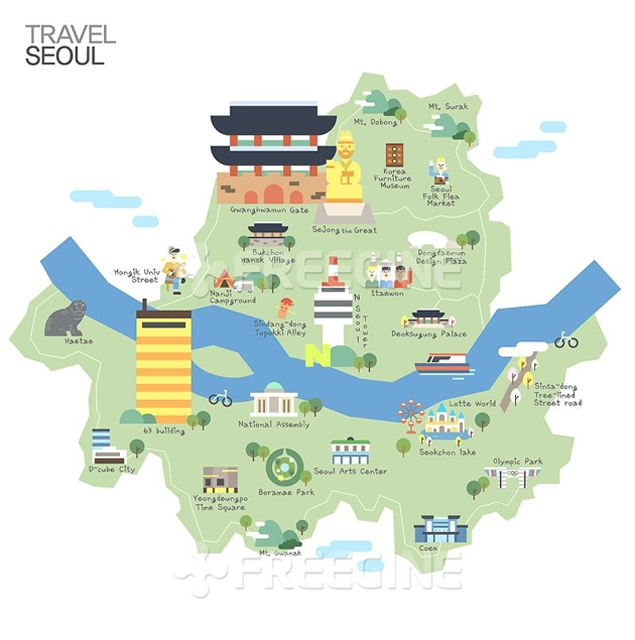 TRAVEL
SEOUL
Mt. Dobong
Mt. Surak
Korea
Furniture
Museum
Seoul
Folk Flea
Market
Gwanghwamun Gate
SeJong the Great
Bukchon
Hanok Village
Dongdaemun
Design Plaza
Hongik Univ
Street
Nanji
Campground
Itaewon
N Seoul Tower
Sindang-dong
Topokki Alley
Deoksugung Palace
Haetae
N
Sinsa-dong
Tree-lined
Street road
Lotte World
63 building
National Assembly
Seokchon lake
D-cube City
Seoul Arts Center
Olympic Park
Yeongdeungpo
Time Square
Boramae Park
Mt. Gwanak
Coex
FREEGINE
FREEGINE